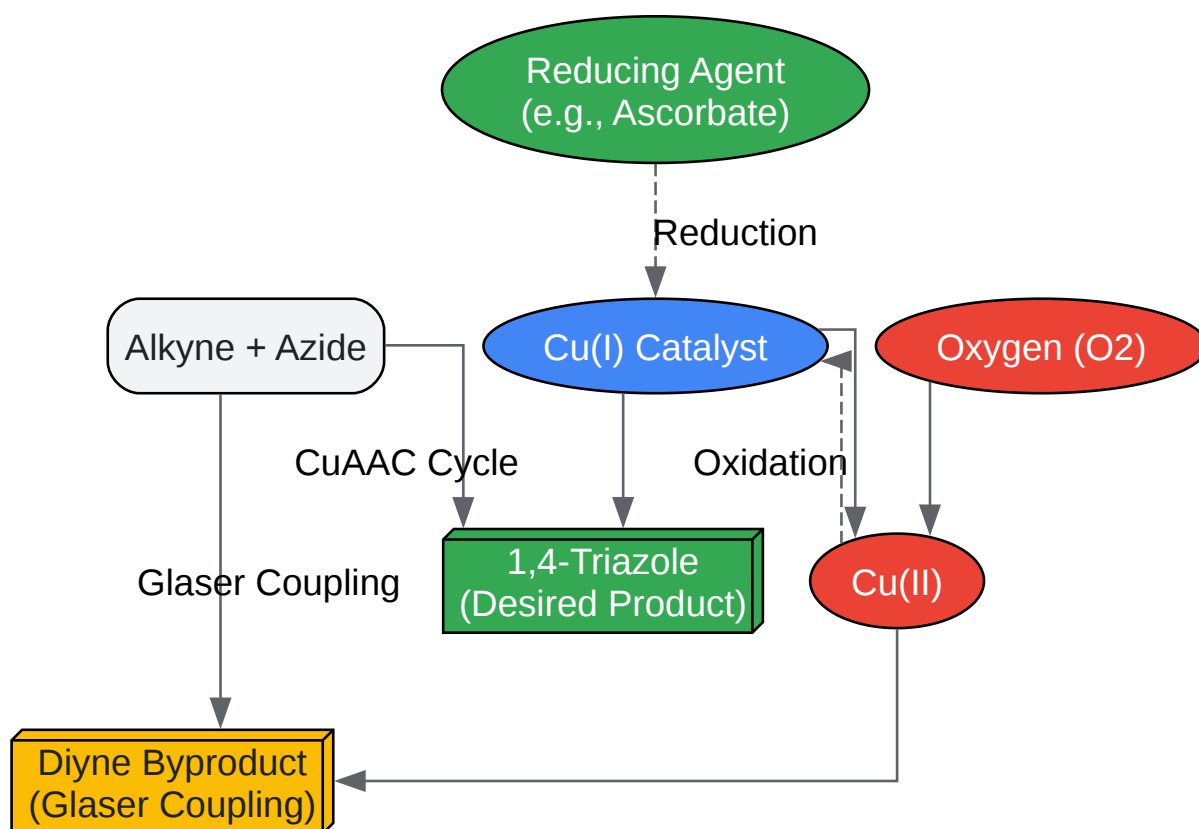 Reducing Agent
(e.g., Ascorbate)
Reduction
Alkyne + Azide
Cu(I) Catalyst
Oxygen (O2)
CuAAC Cycle
Oxidation
1,4-Triazole
(Desired Product)
Glaser Coupling
Cu(II)
Diyne Byproduct
(Glaser Coupling)